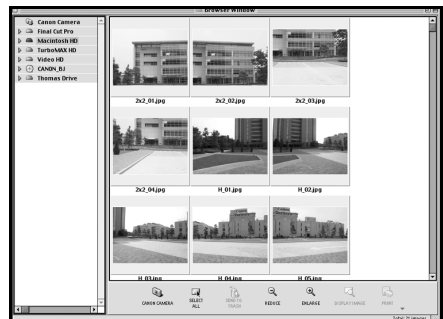 Browser Window
Canon Camera
Final Cut Pro
Macintosh HD
TurboMAX HD
Video HD
CANON_BJ
Thomas Drive
2x2_01.jpg
2x2_02.jpg
2x2_03.jpg
2x2_04.jpg
H_01.jpg
H_02.jpg
H_03.jpg
H_04.jpg
H_05.jpg
CANON CAMERA
SELECT ALL
SEND TO FINDER
REDUCE
ENLARGE
DISPLAY IMAGE
PRINT